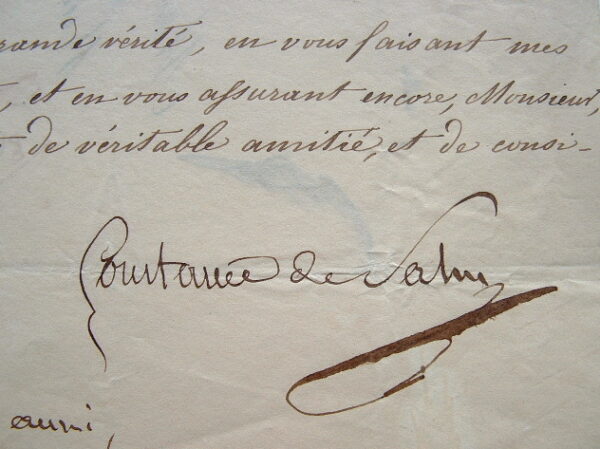 grande vérité, en vous faisant mes
, et en vous assurant encore, Monsieur,
de véritable amitié, et de consi-
Constance de Salm
aussi,